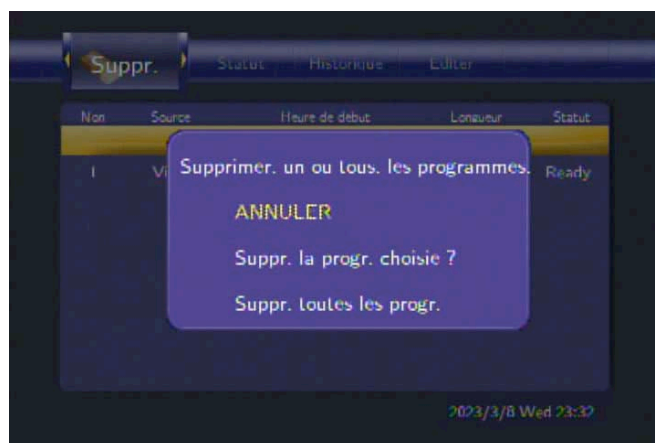 Suppr. Statut Historique Editer
Non Source Heure de début Longueur Statut
Supprimer. un ou tous. les programmes.
1 Vi Ready
ANNULER
Suppr. la progr. choisie ?
Suppr. toutes les progr.
2023/3/8 Wed 23:32